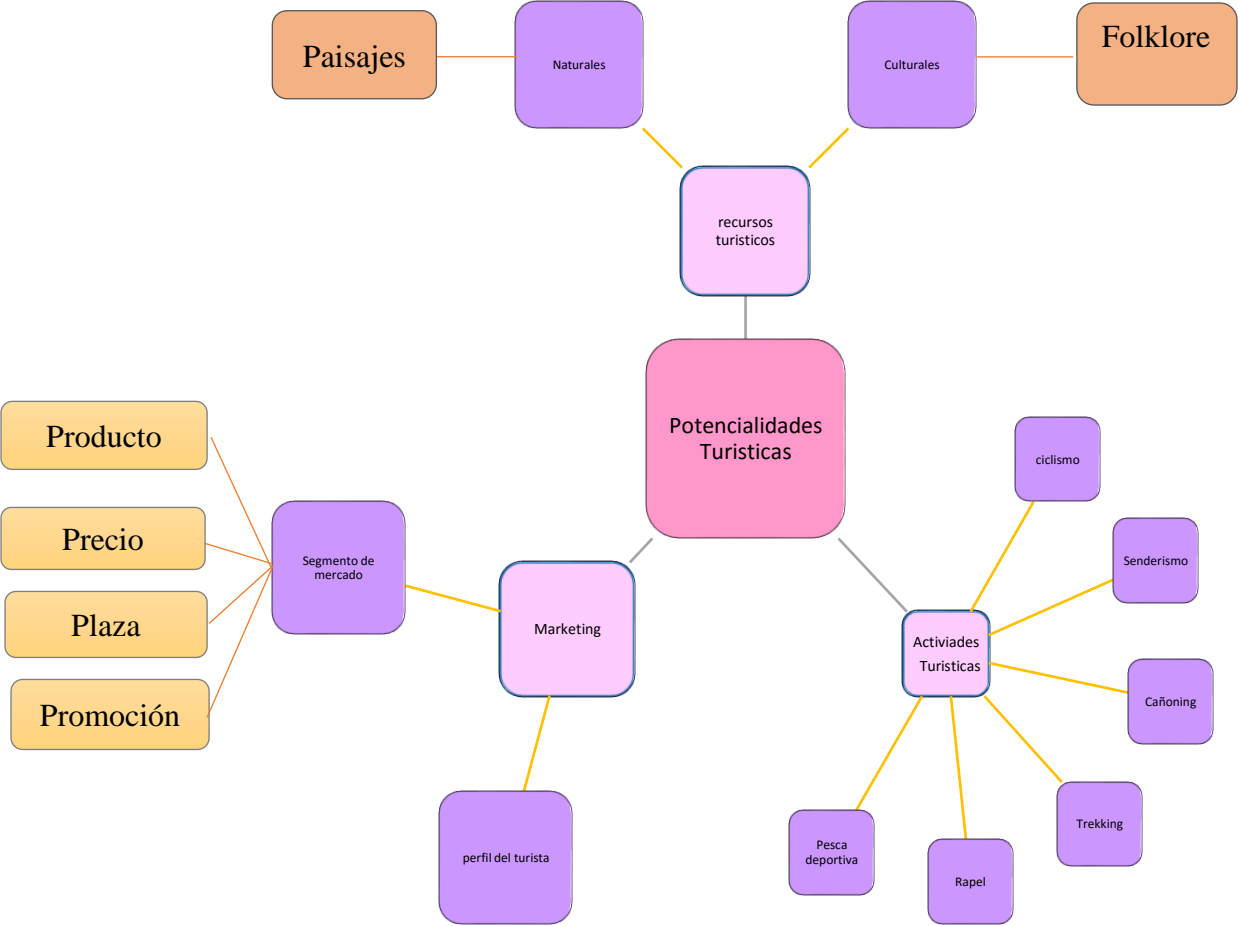 Paisajes
Naturales
Culturales
Folklore
recursos
turisticos
Potencialidades
Turisticas
Producto
Precio
Plaza
Promoción
Segmento de
mercado
Marketing
perfil del turista
Activiades
Turisticas
ciclismo
Senderismo
Cañoning
Trekking
Rapel
Pesca
deportiva